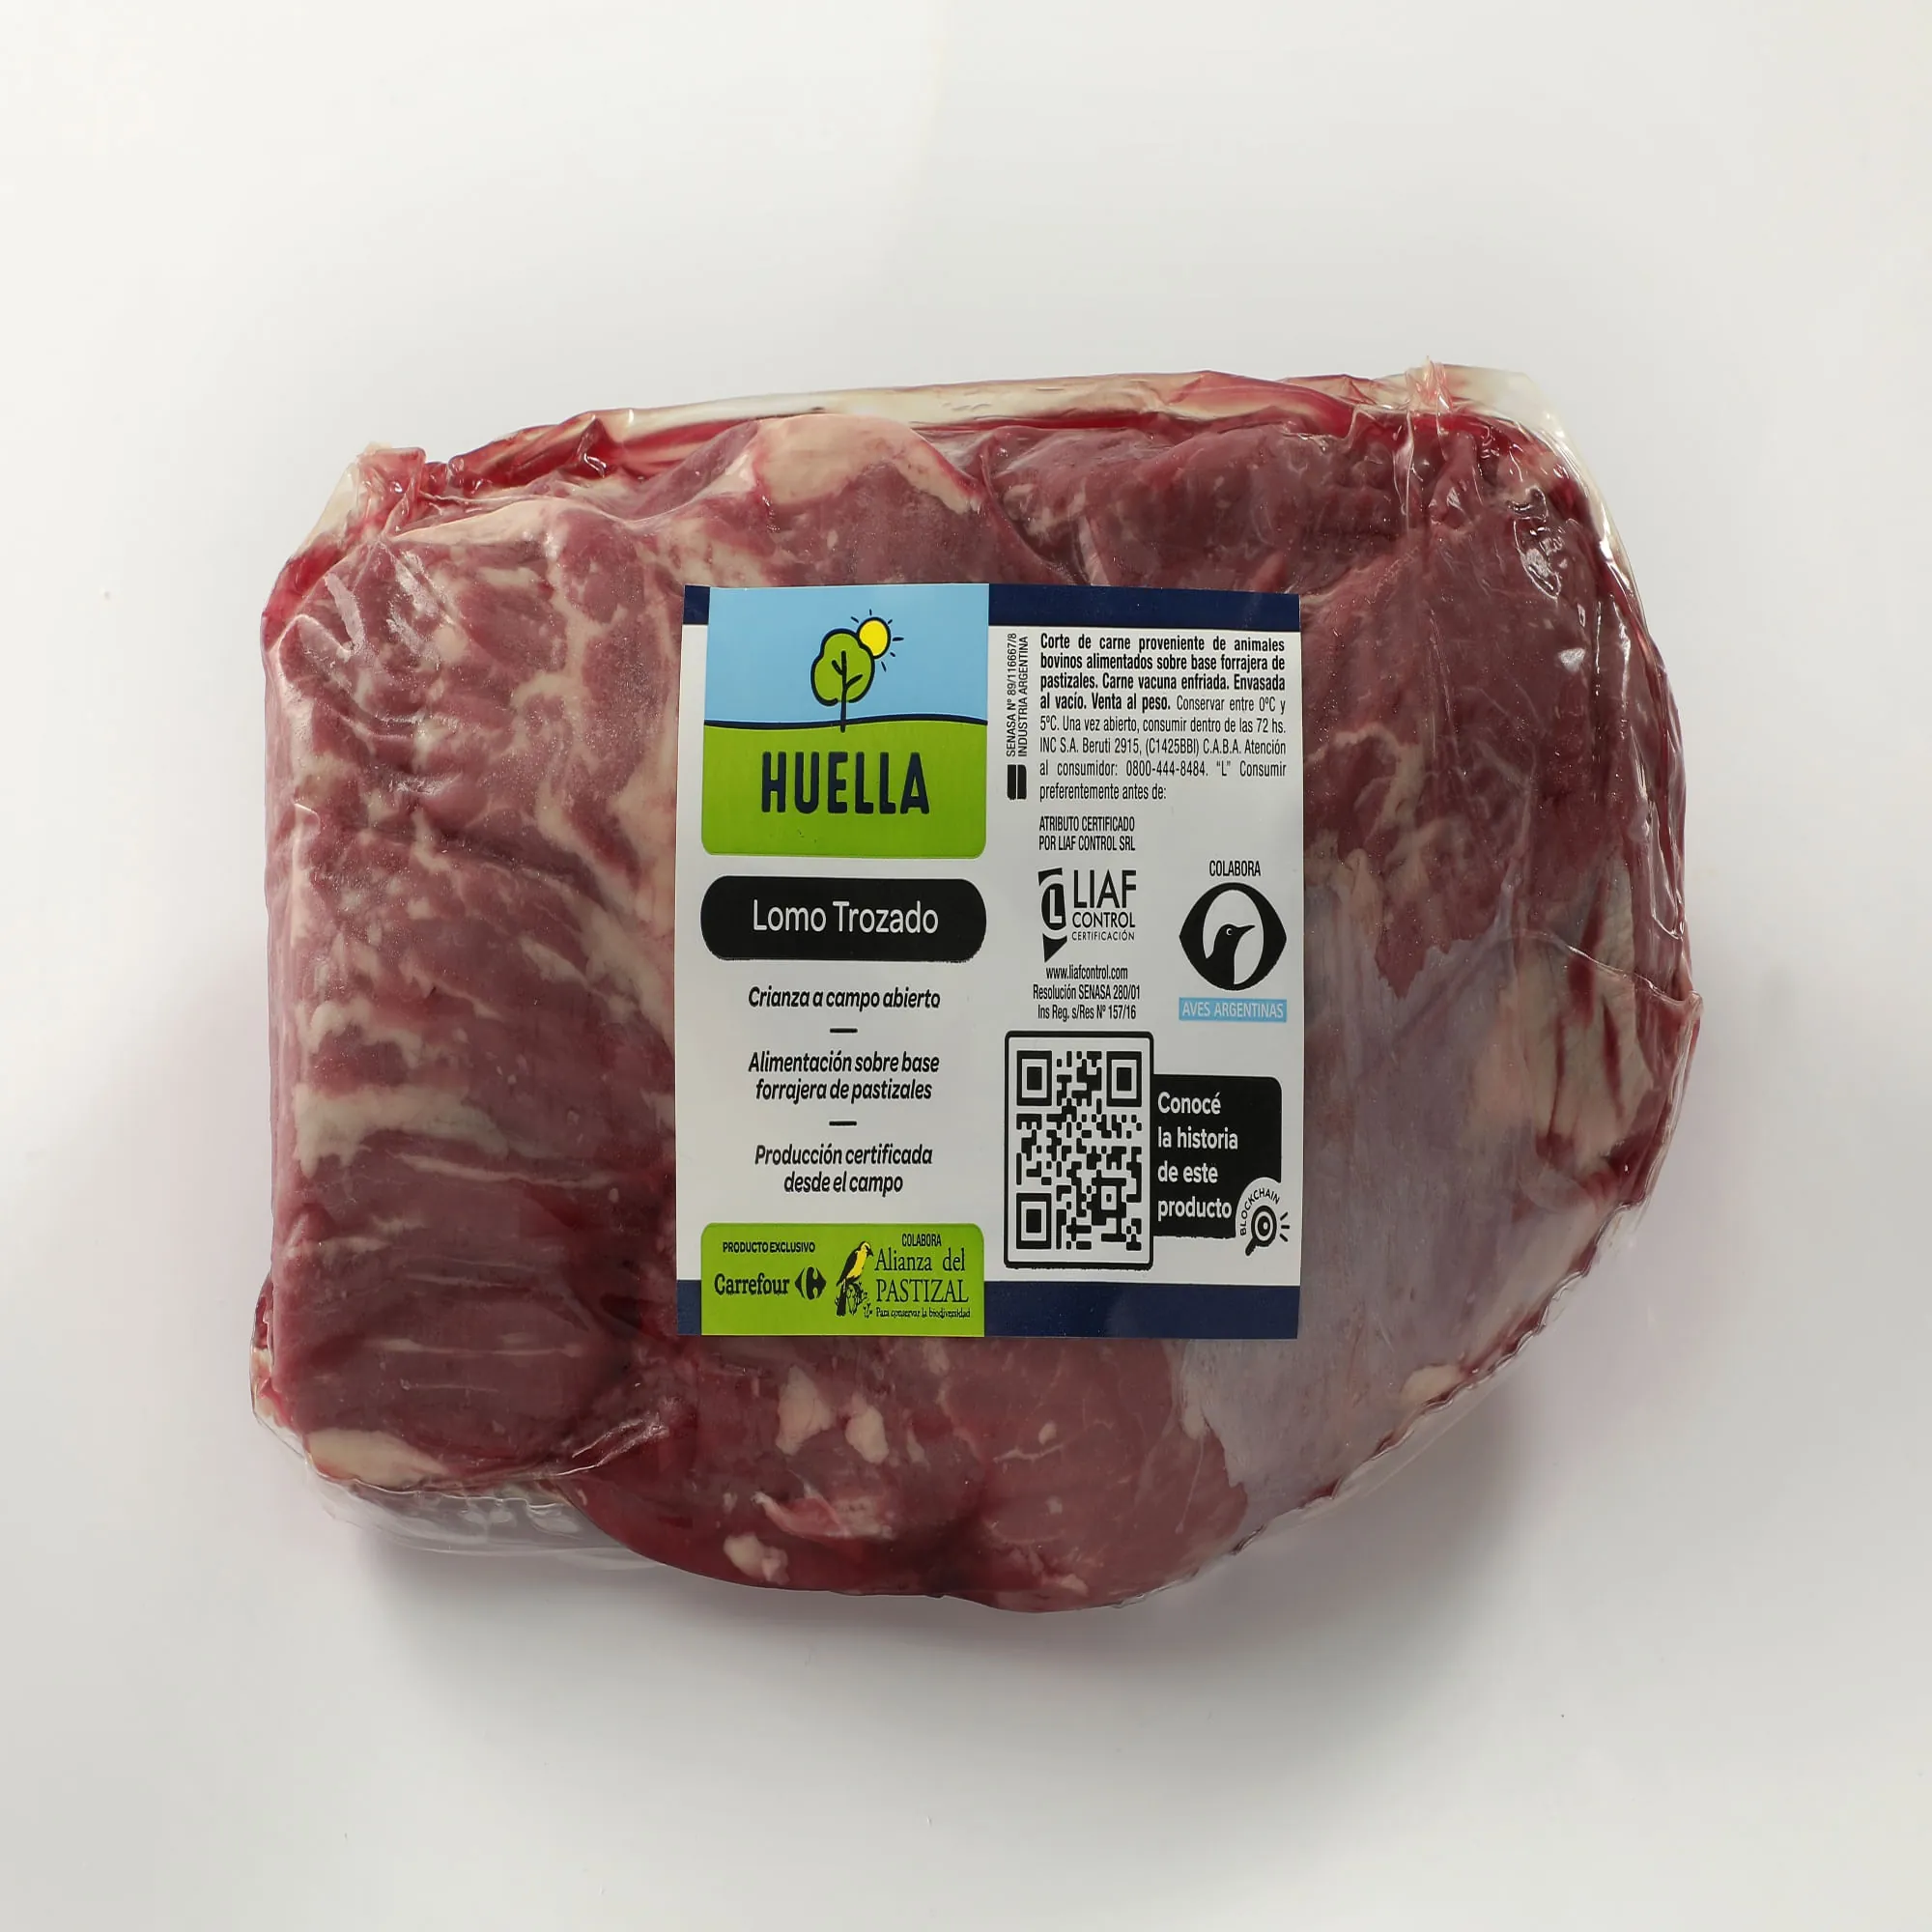 HUELLA
Lomo Trozado
Crianza a campo abierto
Alimentación sobre base
forrajera de pastizales
Producción certificada
desde el campo
PRODUCTO EXCLUSIVO
Carrefour
COLABORA
Alianza del
PASTIZAL
Para conservar la biodiversidad
SENASA Nº 89/116667/8
INDUSTRIA ARGENTINA
Corte de carne proveniente de animales
bovinos alimentados sobre base forrajera de
pastizales. Carne vacuna enfriada. Envasada
al vacío. Venta al peso. Conservar entre 0ºC y
5ºC. Una vez abierto, consumir dentro de las 72 hs.
INC S.A. Beruti 2915, (C1425BBI) C.A.B.A. Atención
al consumidor: 0800-444-8484. "L" Consumir
preferentemente antes de:
ATRIBUTO CERTIFICADO
POR LIAF CONTROL SRL
LIAF
CONTROL
CERTIFICACIÓN
www.liafcontrol.com
Resolución SENASA 280/01
Ins Reg. s/Res Nº 157/16
COLABORA
AVES ARGENTINAS
Conocé
la historia
de este
producto
BLOCKCHAIN